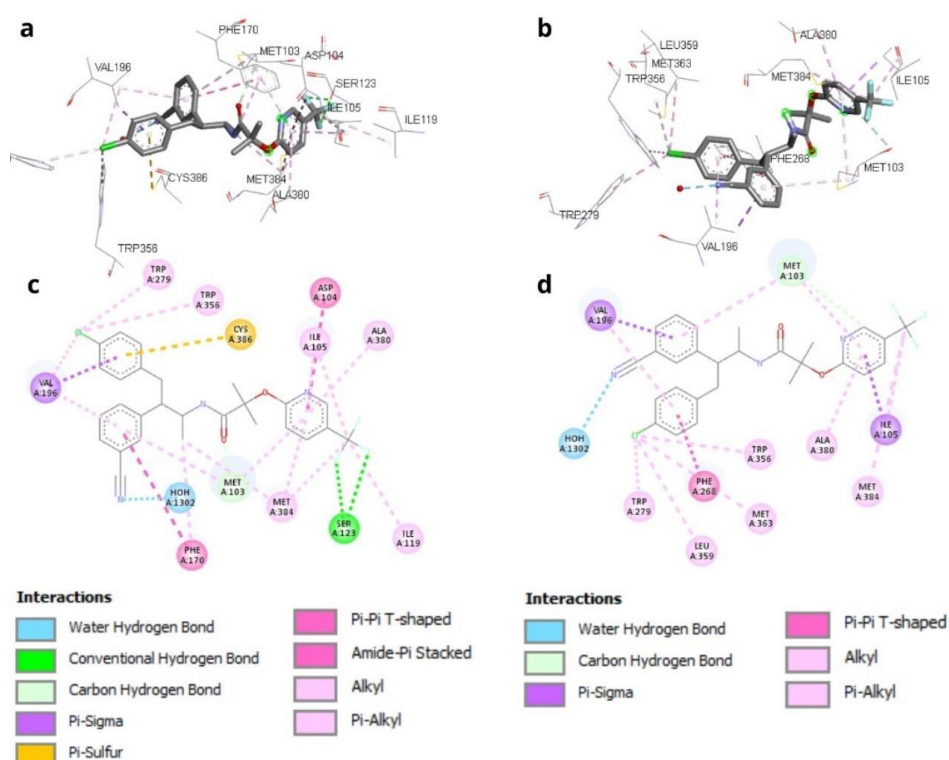 a
PHE170
MET103
ASP104
VAL196
SER123
ILE105
ILE119
CYS386
MET384
ALA380
TRP356
b
ALA380
LEU359
MET363
MET384
ILE105
TRP356
PHE268
MET103
TRP279
VAL196
c
TRP
A:279
TRP
A:356
ASP
A:104
CYS
A:386
ILE
A:105
ALA
A:380
VAL
A:196
Cl
NH
O
O
N
F
F
F
N
HOH
A:1302
MET
A:103
MET
A:384
SER
A:123
ILE
A:119
PHE
A:170
d
MET
A:103
VAL
A:196
N
NH
O
O
N
F
F
F
Cl
HOH
A:1302
TRP
A:356
ALA
A:380
ILE
A:105
PHE
A:268
MET
A:384
TRP
A:279
MET
A:363
LEU
A:359
Interactions
Water Hydrogen Bond
Conventional Hydrogen Bond
Carbon Hydrogen Bond
Pi-Sigma
Pi-Sulfur
Pi-Pi T-shaped
Amide-Pi Stacked
Alkyl
Pi-Alkyl
Interactions
Water Hydrogen Bond
Carbon Hydrogen Bond
Pi-Sigma
Pi-Pi T-shaped
Alkyl
Pi-Alkyl